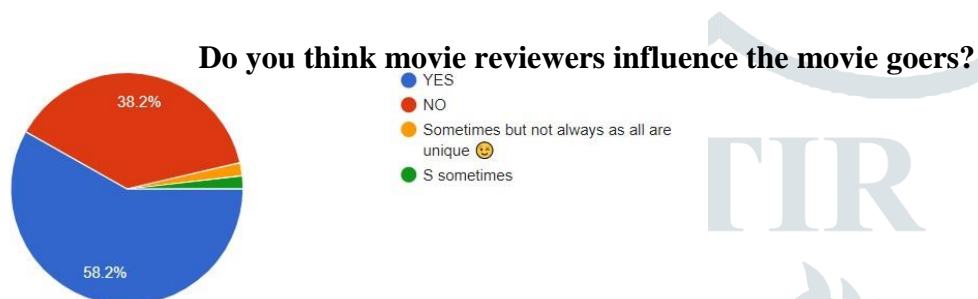 Do you think movie reviewers influence the movie goers?
YES
NO
Sometimes but not always as all are
unique 😉
S sometimes
38.2%
58.2%
TIR